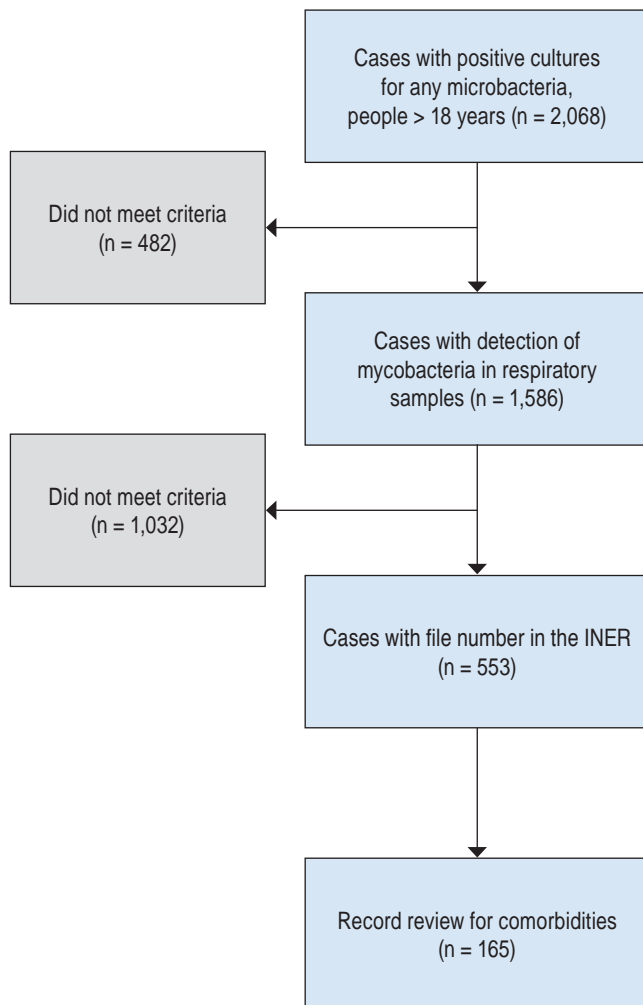 Cases with positive cultures
for any microbacteria,
people > 18 years (n = 2,068)
Did not meet criteria
(n = 482)
Cases with detection of
mycobacteria in respiratory
samples (n = 1,586)
Did not meet criteria
(n = 1,032)
Cases with file number in the INER
(n = 553)
Record review for comorbidities
(n = 165)